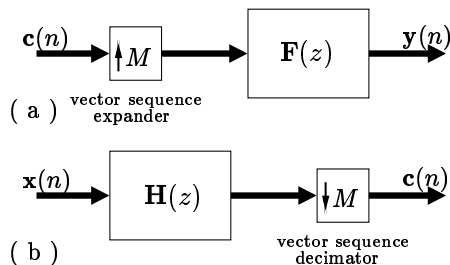 c(n) ↑M F(z) y(n)
( a ) vector sequence
expander
x(n) H(z) ↓M c(n)
( b ) vector sequence
decimator